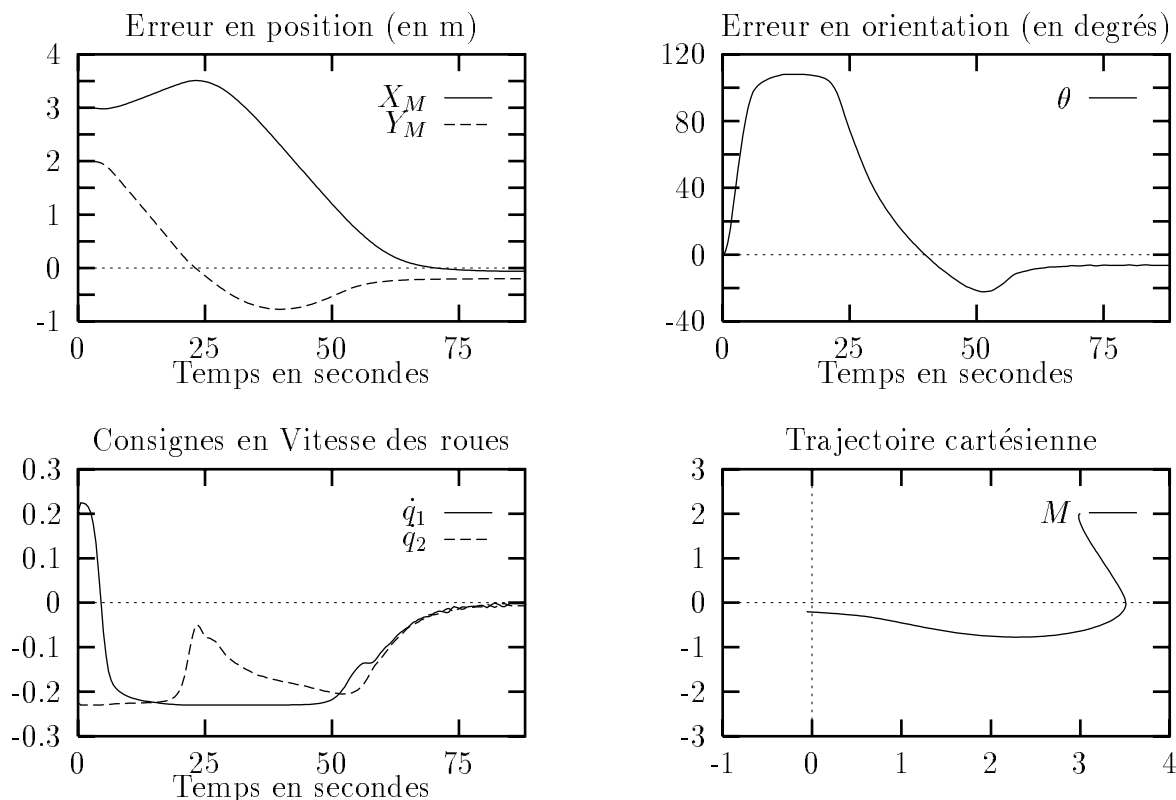 Erreur en position (en m)
4
3
2
1
0
-1
X_M
Y_M
0 25 50 75
Temps en secondes
Erreur en orientation (en degrés)
120
80
40
0
-40
θ
0 25 50 75
Temps en secondes
Consignes en Vitesse des roues
0.3
0.2
0.1
0
-0.1
-0.2
-0.3
q̇1
q̇2
0 25 50 75
Temps en secondes
Trajectoire cartésienne
3
2
1
0
-1
-2
-3
M
-1 0 1 2 3 4